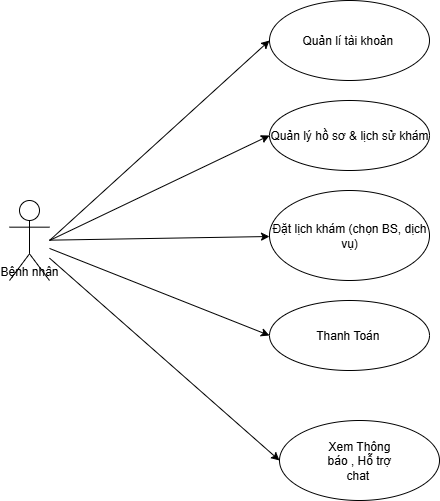 Quản lí tài khoản
Quản lý hồ sơ & lịch sử khám
Đặt lịch khám (chọn BS, dịch
vụ)
Bệnh nhân
Thanh Toán
Xem Thông
báo , Hỗ trợ
chat